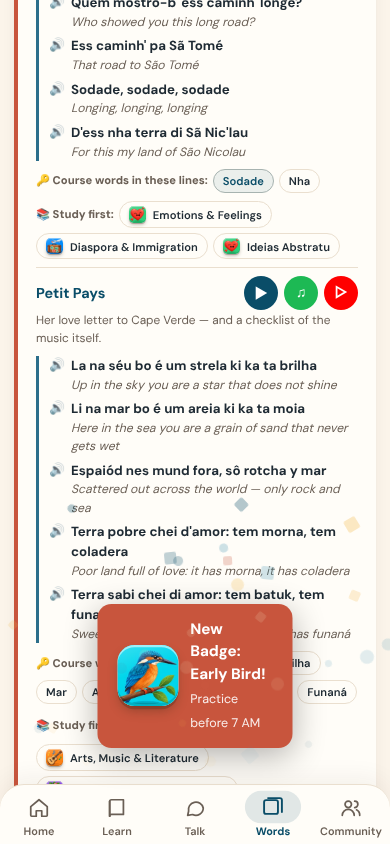 Quem mostro-b' ess caminh' longe?
Who showed you this long road?
Ess caminh' pa Sã Tomé
That road to São Tomé
Sodade, sodade, sodade
Longing, longing, longing
D'ess nha terra di Sã Nic'lau
For this my land of São Nicolau
Course words in these lines: Sodade Nha
Study first: Emotions & Feelings
Diaspora & Immigration Ideias Abstratu
Petit Pays
Her love letter to Cape Verde — and a checklist of the
music itself.
La na séu bo é um strela ki ka ta brilha
Up in the sky you are a star that does not shine
Li na mar bo é um areia ki ka ta moia
Here in the sea you are a grain of sand that never
gets wet
Espaiód nes mund fora, sô rotcha y mar
Scattered out across the world — only rock and
sea
Terra pobre chei d'amor: tem morna, tem
coladera
Poor land full of love: it has morna, it has coladera
Terra sabi chei di amor: tem batuk, tem
New
Badge:
Early Bird!
Practice
before 7 AM
has funaná
Course
Mar Funaná
Study
Arts, Music & Literature
Home Learn Talk Words Community